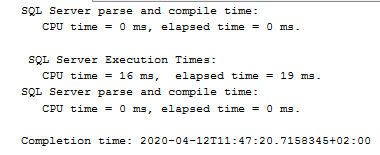 SQL Server parse and compile time:
CPU time = 0 ms, elapsed time = 0 ms.
SQL Server Execution Times:
CPU time = 16 ms,  elapsed time = 19 ms.
SQL Server parse and compile time:
CPU time = 0 ms, elapsed time = 0 ms.
Completion time: 2020-04-12T11:47:20.7158345+02:00